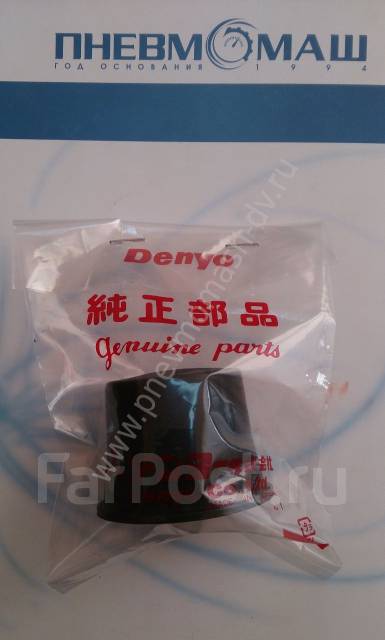 ПНЕВМОМАШ
ГОД ОСНОВАНИЯ 1994
Denyo
純正部品
genuine parts
www.pnevmomash-dv.ru
FarPost.ru